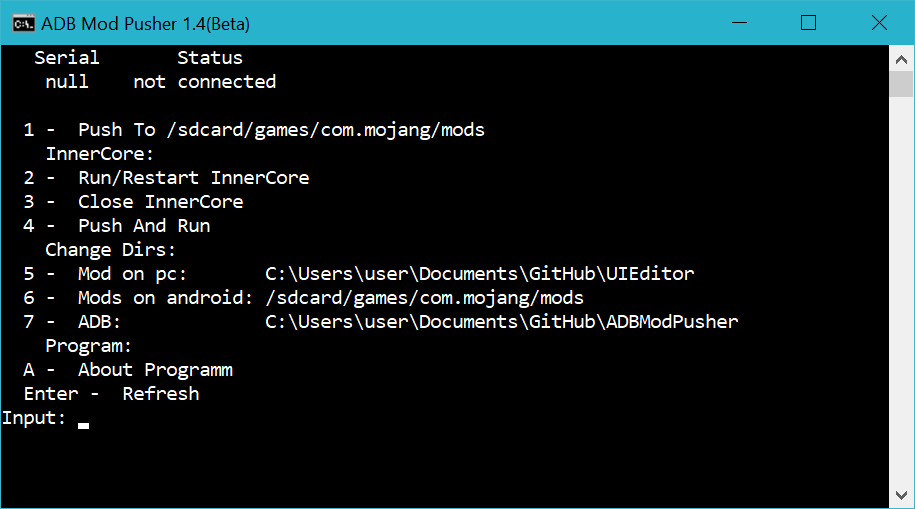 ADB Mod Pusher 1.4(Beta)
Serial Status
null not connected
1 - Push To /sdcard/games/com.mojang/mods
InnerCore:
2 - Run/Restart InnerCore
3 - Close InnerCore
4 - Push And Run
Change Dirs:
5 - Mod on pc: C:\Users\user\Documents\GitHub\UIEditor
6 - Mods on android: /sdcard/games/com.mojang/mods
7 - ADB: C:\Users\user\Documents\GitHub\ADBModPusher
Program:
A - About Programm
Enter - Refresh
Input: